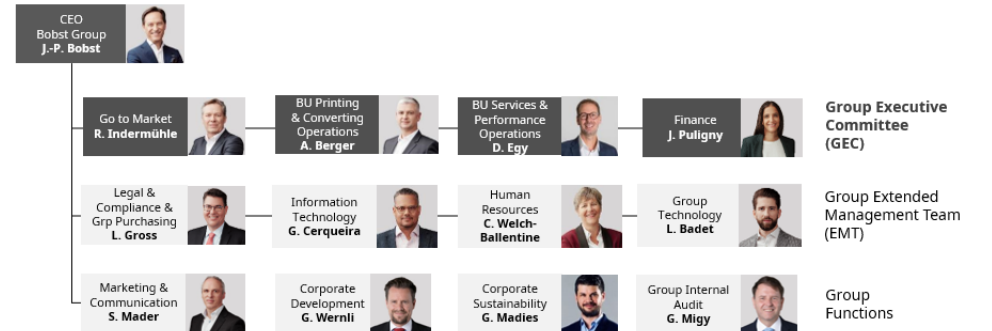 CEO
Bobst Group
J.-P. Bobst
Go to Market
R. Indermühle
BU Printing
& Converting
Operations
A. Berger
BU Services &
Performance
Operations
D. Egy
Finance
J. Puligny
Group Executive
Committee
(GEC)
Legal &
Compliance &
Grp Purchasing
L. Gross
Information
Technology
G. Cerqueira
Human
Resources
C. Welch-
Ballentine
Group
Technology
L. Badet
Group Extended
Management Team
(EMT)
Marketing &
Communication
S. Mader
Corporate
Development
G. Wernli
Corporate
Sustainability
G. Madies
Group Internal
Audit
G. Migy
Group
Functions